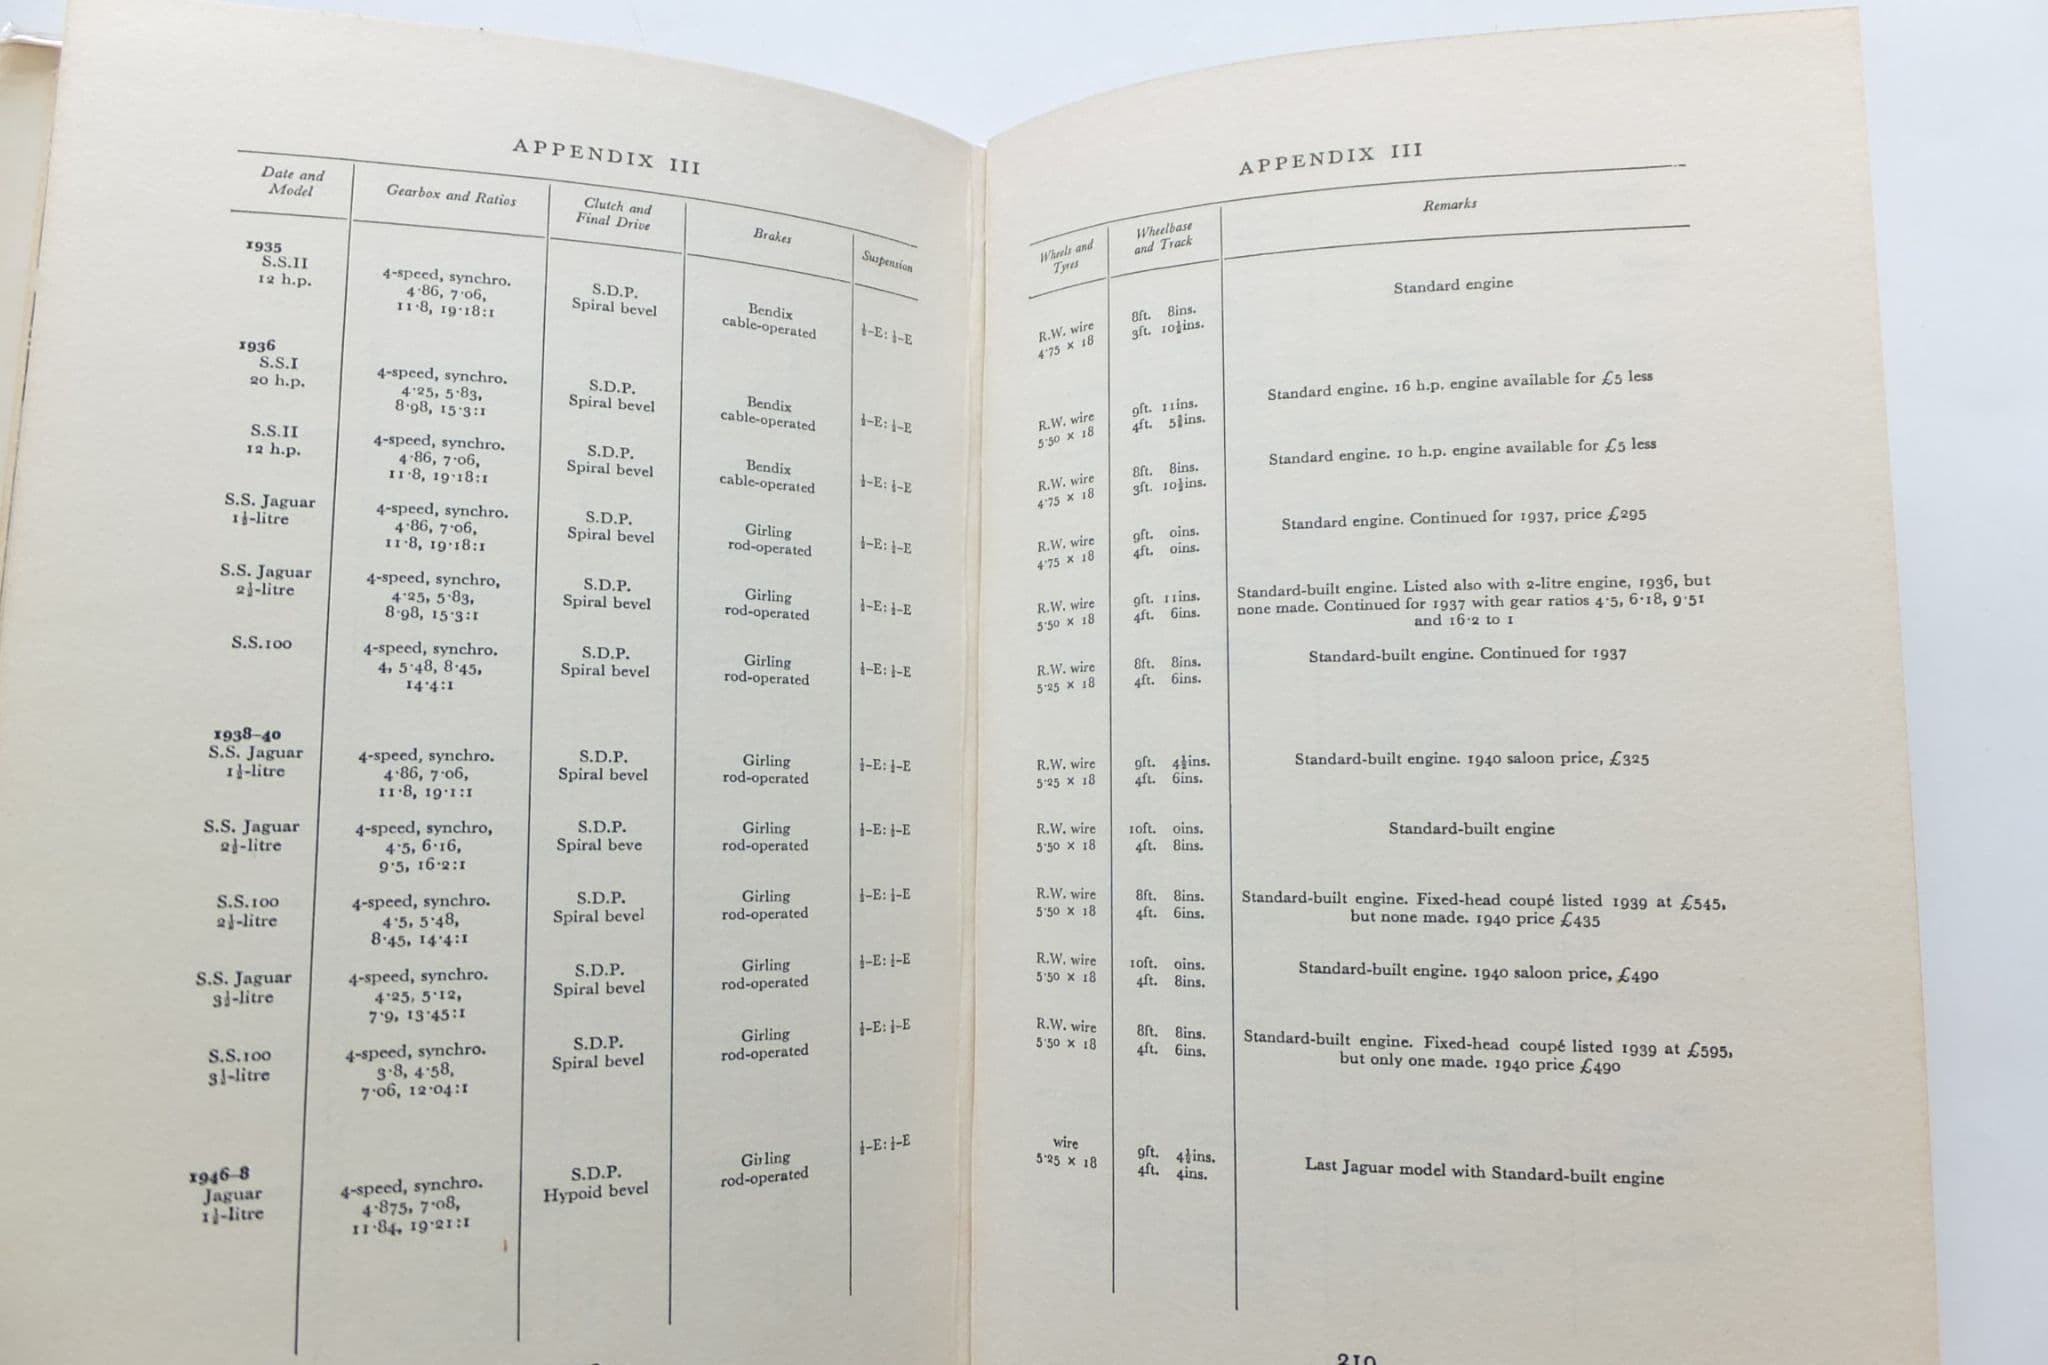 APPENDIX III
Date and
Model
Gearbox and Ratios
Clutch and
Final Drive
Brakes
Suspension
1935
S.S.II
12 h.p.
4-speed, synchro.
4·86, 7·06,
11·8, 19·18:1
S.D.P.
Spiral bevel
Bendix
cable-operated
½-E: ½-E
1936
S.S.I
20 h.p.
4-speed, synchro.
4·25, 5·83,
8·98, 15·3:1
S.D.P.
Spiral bevel
Bendix
cable-operated
½-E: ½-E
S.S.II
12 h.p.
4-speed, synchro.
4·86, 7·06,
11·8, 19·18:1
S.D.P.
Spiral bevel
Bendix
cable-operated
½-E: ½-E
S.S. Jaguar
1½-litre
4-speed, synchro.
4·86, 7·06,
11·8, 19·18:1
S.D.P.
Spiral bevel
Girling
rod-operated
½-E: ½-E
S.S. Jaguar
2½-litre
4-speed, synchro,
4·25, 5·83,
8·98, 15·3:1
S.D.P.
Spiral bevel
Girling
rod-operated
½-E: ½-E
S.S.100
4-speed, synchro.
4, 5·48, 8·45,
14·4:1
S.D.P.
Spiral bevel
Girling
rod-operated
½-E: ½-E
1938-40
S.S. Jaguar
1½-litre
4-speed, synchro.
4·86, 7·06,
11·8, 19·1:1
S.D.P.
Spiral bevel
Girling
rod-operated
½-E: ½-E
S.S. Jaguar
2½-litre
4-speed, synchro,
4·5, 6·16,
9·5, 16·2:1
S.D.P.
Spiral beve
Girling
rod-operated
½-E: ½-E
S.S.100
2½-litre
4-speed, synchro.
4·5, 5·48,
8·45, 14·4:1
S.D.P.
Spiral bevel
Girling
rod-operated
½-E: ½-E
S.S. Jaguar
3½-litre
4-speed, synchro.
4·25, 5·12,
7·9, 13·45:1
S.D.P.
Spiral bevel
Girling
rod-operated
½-E: ½-E
S.S.100
3½-litre
4-speed, synchro.
3·8, 4·58,
7·06, 12·04:1
S.D.P.
Spiral bevel
Girling
rod-operated
½-E: ½-E
1946-8
Jaguar
1½-litre
4-speed, synchro.
4·875, 7·08,
11·84, 19·21:1
S.D.P.
Hypoid bevel
Girling
rod-operated
½-E: ½-E
APPENDIX III
Wheels and
Tyres
Wheelbase
and Track
Remarks
R.W. wire
4·75 × 18
8ft. 8ins.
3ft. 10½ins.
Standard engine
R.W. wire
5·50 × 18
9ft. 11ins.
4ft. 5⅜ins.
Standard engine. 16 h.p. engine available for £5 less
R.W. wire
4·75 × 18
8ft. 8ins.
3ft. 10½ins.
Standard engine. 10 h.p. engine available for £5 less
R.W. wire
4·75 × 18
9ft. 0ins.
4ft. 0ins.
Standard engine. Continued for 1937, price £295
R.W. wire
5·50 × 18
9ft. 11ins.
4ft. 6ins.
Standard-built engine. Listed also with 2-litre engine, 1936, but
none made. Continued for 1937 with gear ratios 4·5, 6·18, 9·51
and 16·2 to 1
R.W. wire
5·25 × 18
8ft. 8ins.
4ft. 6ins.
Standard-built engine. Continued for 1937
R.W. wire
5·25 × 18
9ft. 4½ins.
4ft. 6ins.
Standard-built engine. 1940 saloon price, £325
R.W. wire
5·50 × 18
10ft. 0ins.
4ft. 8ins.
Standard-built engine
R.W. wire
5·50 × 18
8ft. 8ins.
4ft. 6ins.
Standard-built engine. Fixed-head coupé listed 1939 at £545,
but none made. 1940 price £435
R.W. wire
5·50 × 18
10ft. 0ins.
4ft. 8ins.
Standard-built engine. 1940 saloon price, £490
R.W. wire
5·50 × 18
8ft. 8ins.
4ft. 6ins.
Standard-built engine. Fixed-head coupé listed 1939 at £595,
but only one made. 1940 price £490
wire
5·25 × 18
9ft. 4½ins.
4ft. 4ins.
Last Jaguar model with Standard-built engine
219